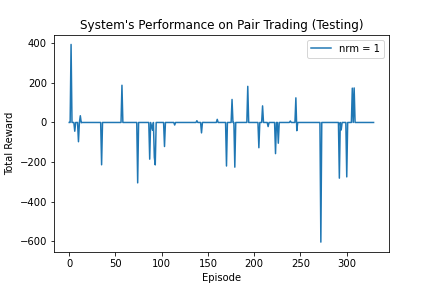 System's Performance on Pair Trading (Testing)
nrm = 1
400
200
0
−200
−400
−600
Total Reward
0 50 100 150 200 250 300
Episode